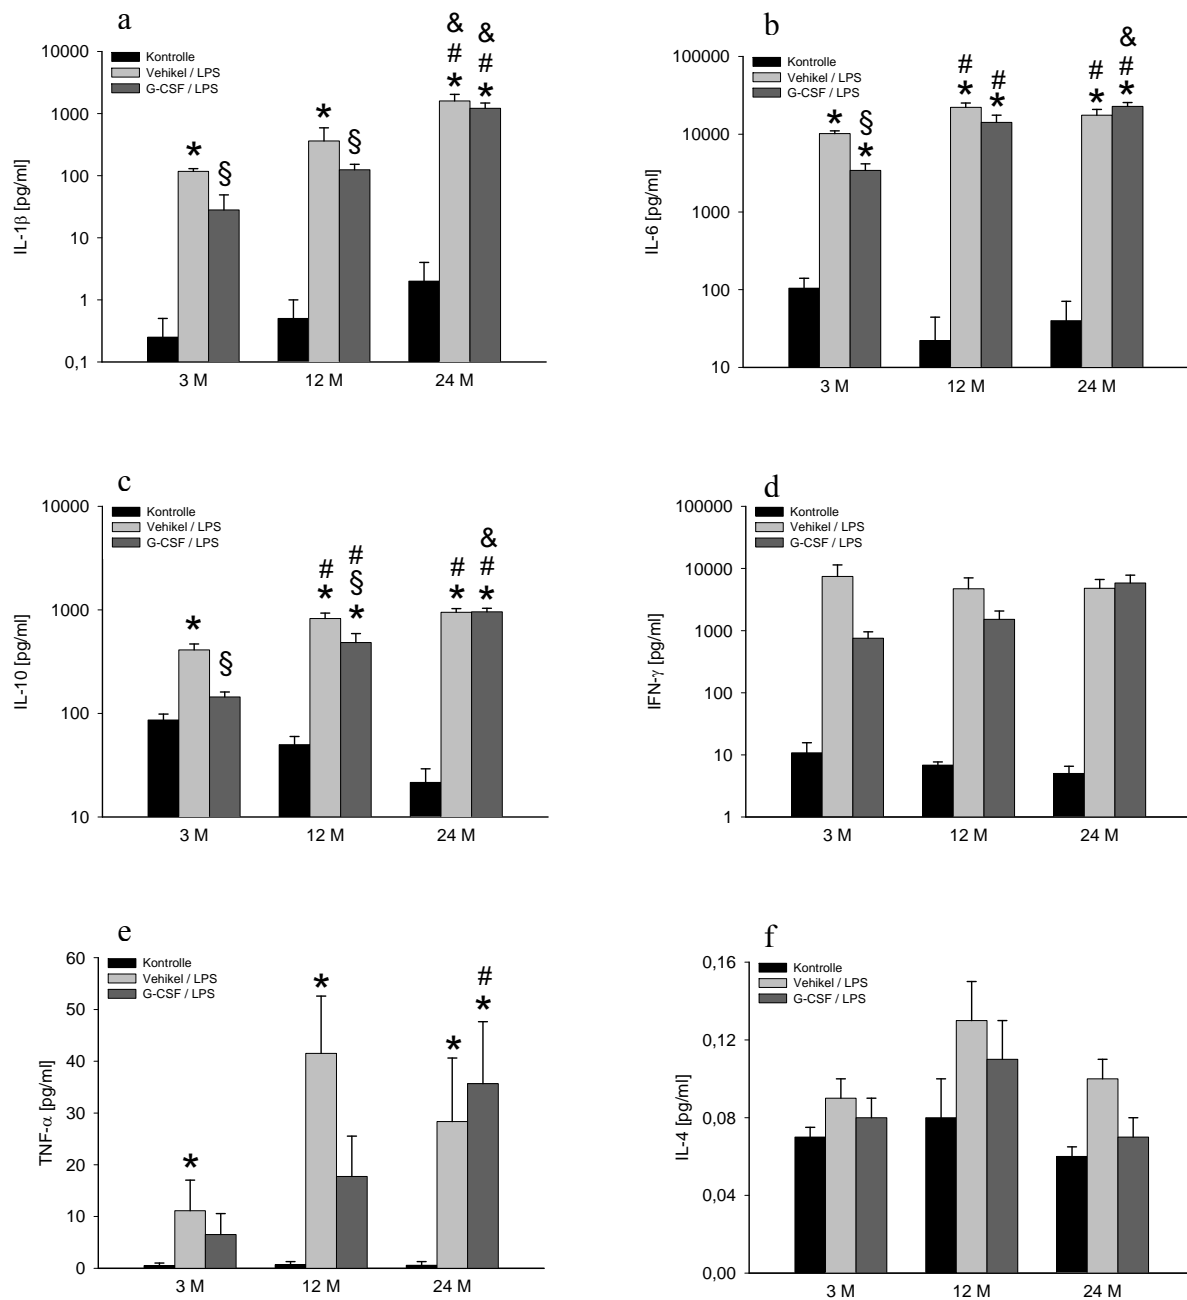 a
10000
1000
100
10
1
0,1
IL-1β [pg/ml]
Kontrolle
Vehikel / LPS
G-CSF / LPS
*
§
*
§
&
#
*
&
#
*
3 M
12 M
24 M
b
100000
10000
1000
100
10
IL-6 [pg/ml]
Kontrolle
Vehikel / LPS
G-CSF / LPS
*
§
*
#
*
#
*
#
*
&
#
*
3 M
12 M
24 M
c
10000
1000
100
10
IL-10 [pg/ml]
Kontrolle
Vehikel / LPS
G-CSF / LPS
*
§
#
*
#
§
*
#
*
&
#
*
3 M
12 M
24 M
d
100000
10000
1000
100
10
1
IFN-γ [pg/ml]
Kontrolle
Vehikel / LPS
G-CSF / LPS
3 M
12 M
24 M
e
60
50
40
30
20
10
0
TNF-α [pg/ml]
Kontrolle
Vehikel / LPS
G-CSF / LPS
*
*
*
#
*
3 M
12 M
24 M
f
0,16
0,12
0,08
0,04
0,00
IL-4 [pg/ml]
Kontrolle
Vehikel / LPS
G-CSF / LPS
3 M
12 M
24 M